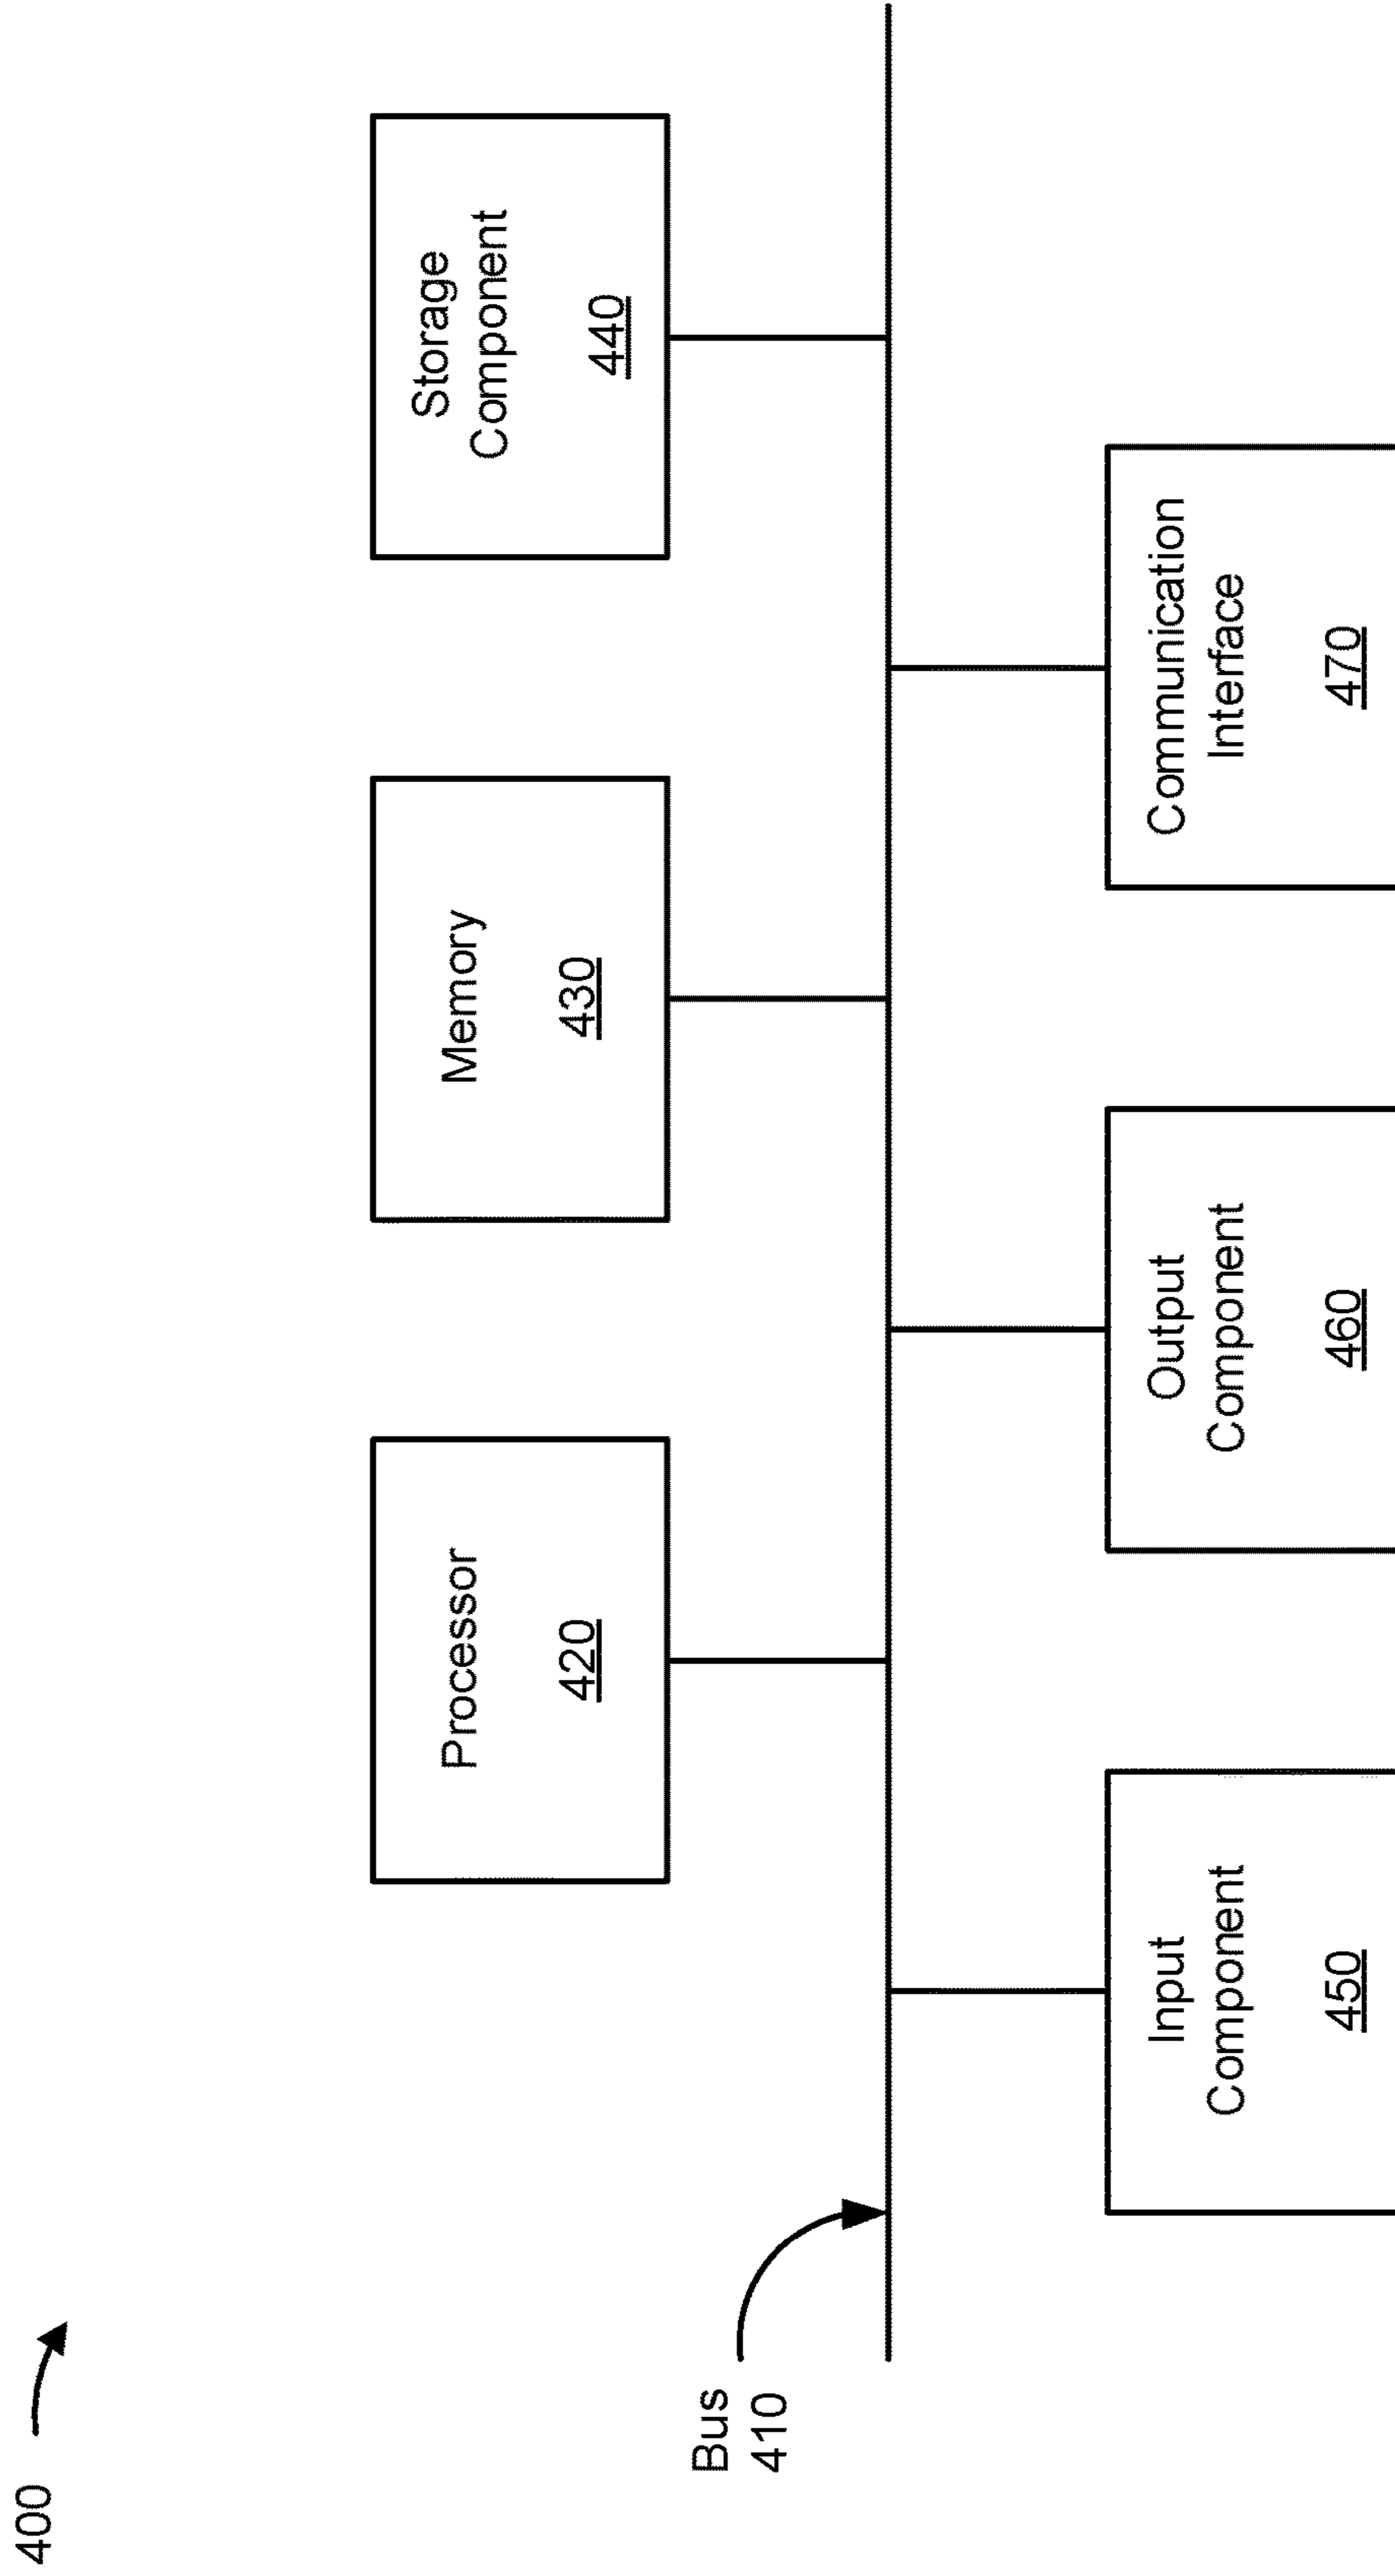 400
Processor
420
Memory
430
Storage
Component
440
Bus
410
Input
Component
450
Output
Component
460
Communication
Interface
470